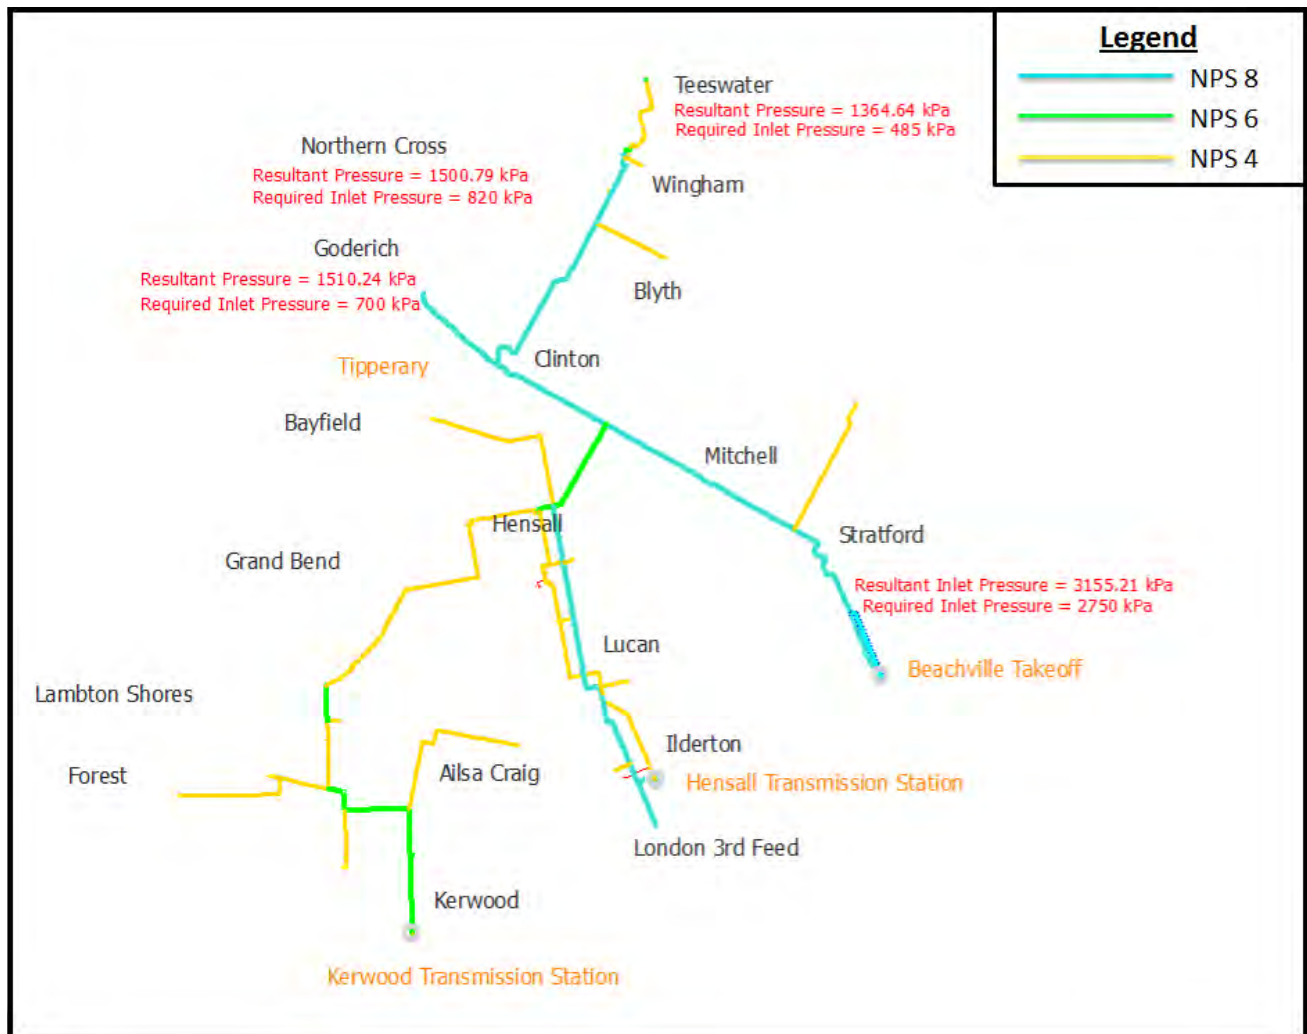 Legend
NPS 8
NPS 6
NPS 4
Teeswater
Resultant Pressure = 1364.64 kPa
Required Inlet Pressure = 485 kPa
Northern Cross
Resultant Pressure = 1500.79 kPa
Required Inlet Pressure = 820 kPa
Wingham
Goderich
Resultant Pressure = 1510.24 kPa
Required Inlet Pressure = 700 kPa
Blyth
Clinton
Tipperary
Bayfield
Mitchell
Hensall
Stratford
Grand Bend
Resultant Inlet Pressure = 3155.21 kPa
Required Inlet Pressure = 2750 kPa
Lucan
Beachville Takeoff
Lambton Shores
Ilderton
Forest
Ailsa Craig
Hensall Transmission Station
London 3rd Feed
Kerwood
Kerwood Transmission Station